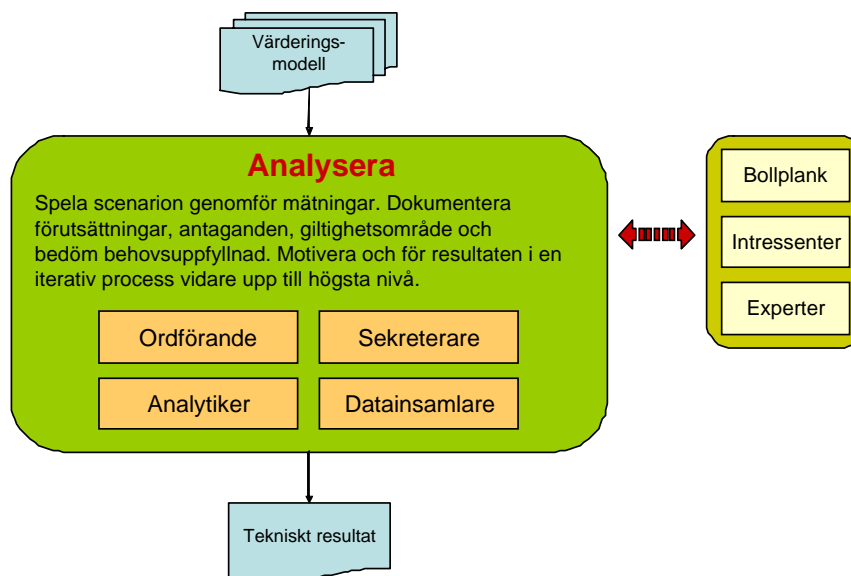 Värderings-
modell
Analysera
Spela scenarion genomför mätningar. Dokumentera
förutsättningar, antaganden, giltighetsområde och
bedöm behovsuppfyllnad. Motivera och för resultaten i en
iterativ process vidare upp till högsta nivå.
Ordförande
Sekreterare
Analytiker
Datainsamlare
Bollplank
Intressenter
Experter
Tekniskt resultat